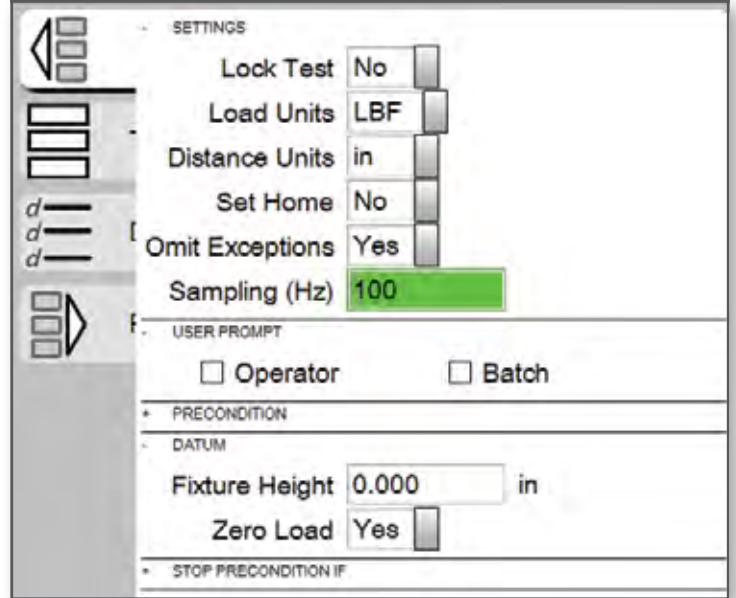 - SETTINGS
Lock Test No
Load Units LBF
Distance Units in
Set Home No
Omit Exceptions Yes
Sampling (Hz) 100
- USER PROMPT
Operator Batch
+ PRECONDITION
- DATUM
Fixture Height 0.000 in
Zero Load Yes
+ STOP PRECONDITION IF
d
d
d